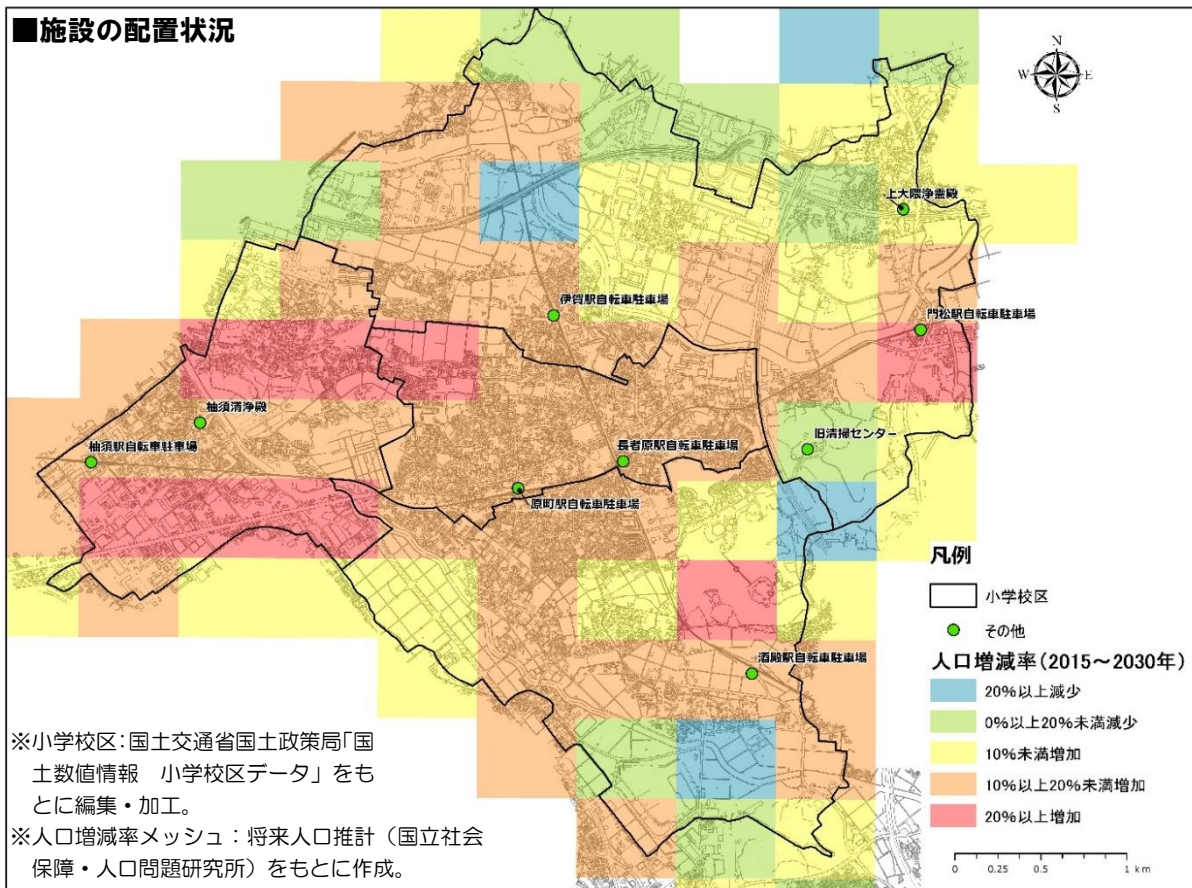 ■施設の配置状況
N
W
E
S
上大隈浄霊殿
伊賀駅自転車駐車場
門松駅自転車駐車場
柚須清浄殿
柚須駅自転車駐車場
長者原駅自転車駐車場
旧清掃センター
原町駅自転車駐車場
酒殿駅自転車駐車場
凡例
小学校区
その他
人口増減率(2015～2030年)
20%以上減少
0%以上20%未満減少
10%未満増加
10%以上20%未満増加
20%以上増加
0 0.25 0.5 1 km
※小学校区:国土交通省国土政策局「国
土数値情報 小学校区データ」をも
とに編集・加工。
※人口増減率メッシュ：将来人口推計（国立社会
保障・人口問題研究所）をもとに作成。